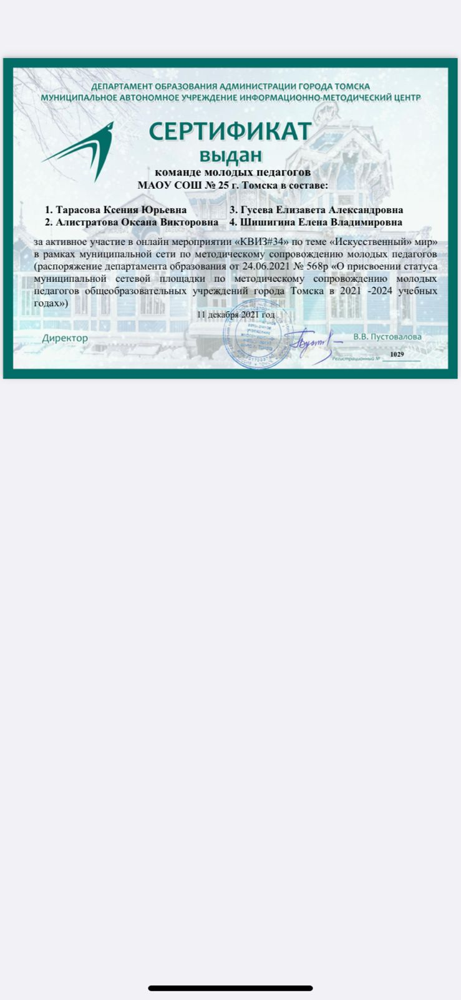 ДЕПАРТАМЕНТ ОБРАЗОВАНИЯ АДМИНИСТРАЦИИ ГОРОДА ТОМСКА
МУНИЦИПАЛЬНОЕ АВТОНОМНОЕ УЧРЕЖДЕНИЕ ИНФОРМАЦИОННО-МЕТОДИЧЕСКИЙ ЦЕНТР
СЕРТИФИКАТ
выдан
команде молодых педагогов
МАОУ СОШ № 25 г. Томска в составе:
1. Тарасова Ксения Юрьевна
2. Алистратова Оксана Викторовна
3. Гусева Елизавета Александровна
4. Шишигина Елена Владимировна
за активное участие в онлайн мероприятии «КВИЗ#34» по теме «Искусственный» мир»
в рамках муниципальной сети по методическому сопровождению молодых педагогов
(распоряжение департамента образования от 24.06.2021 № 568р «О присвоении статуса
муниципальной сетевой площадки по методическому сопровождению молодых
педагогов общеобразовательных учреждений города Томска в 2021 -2024 учебных
годах»)
11 декабря 2021 год
Директор
В.В. Пустовалова
Регистрационный № 1029